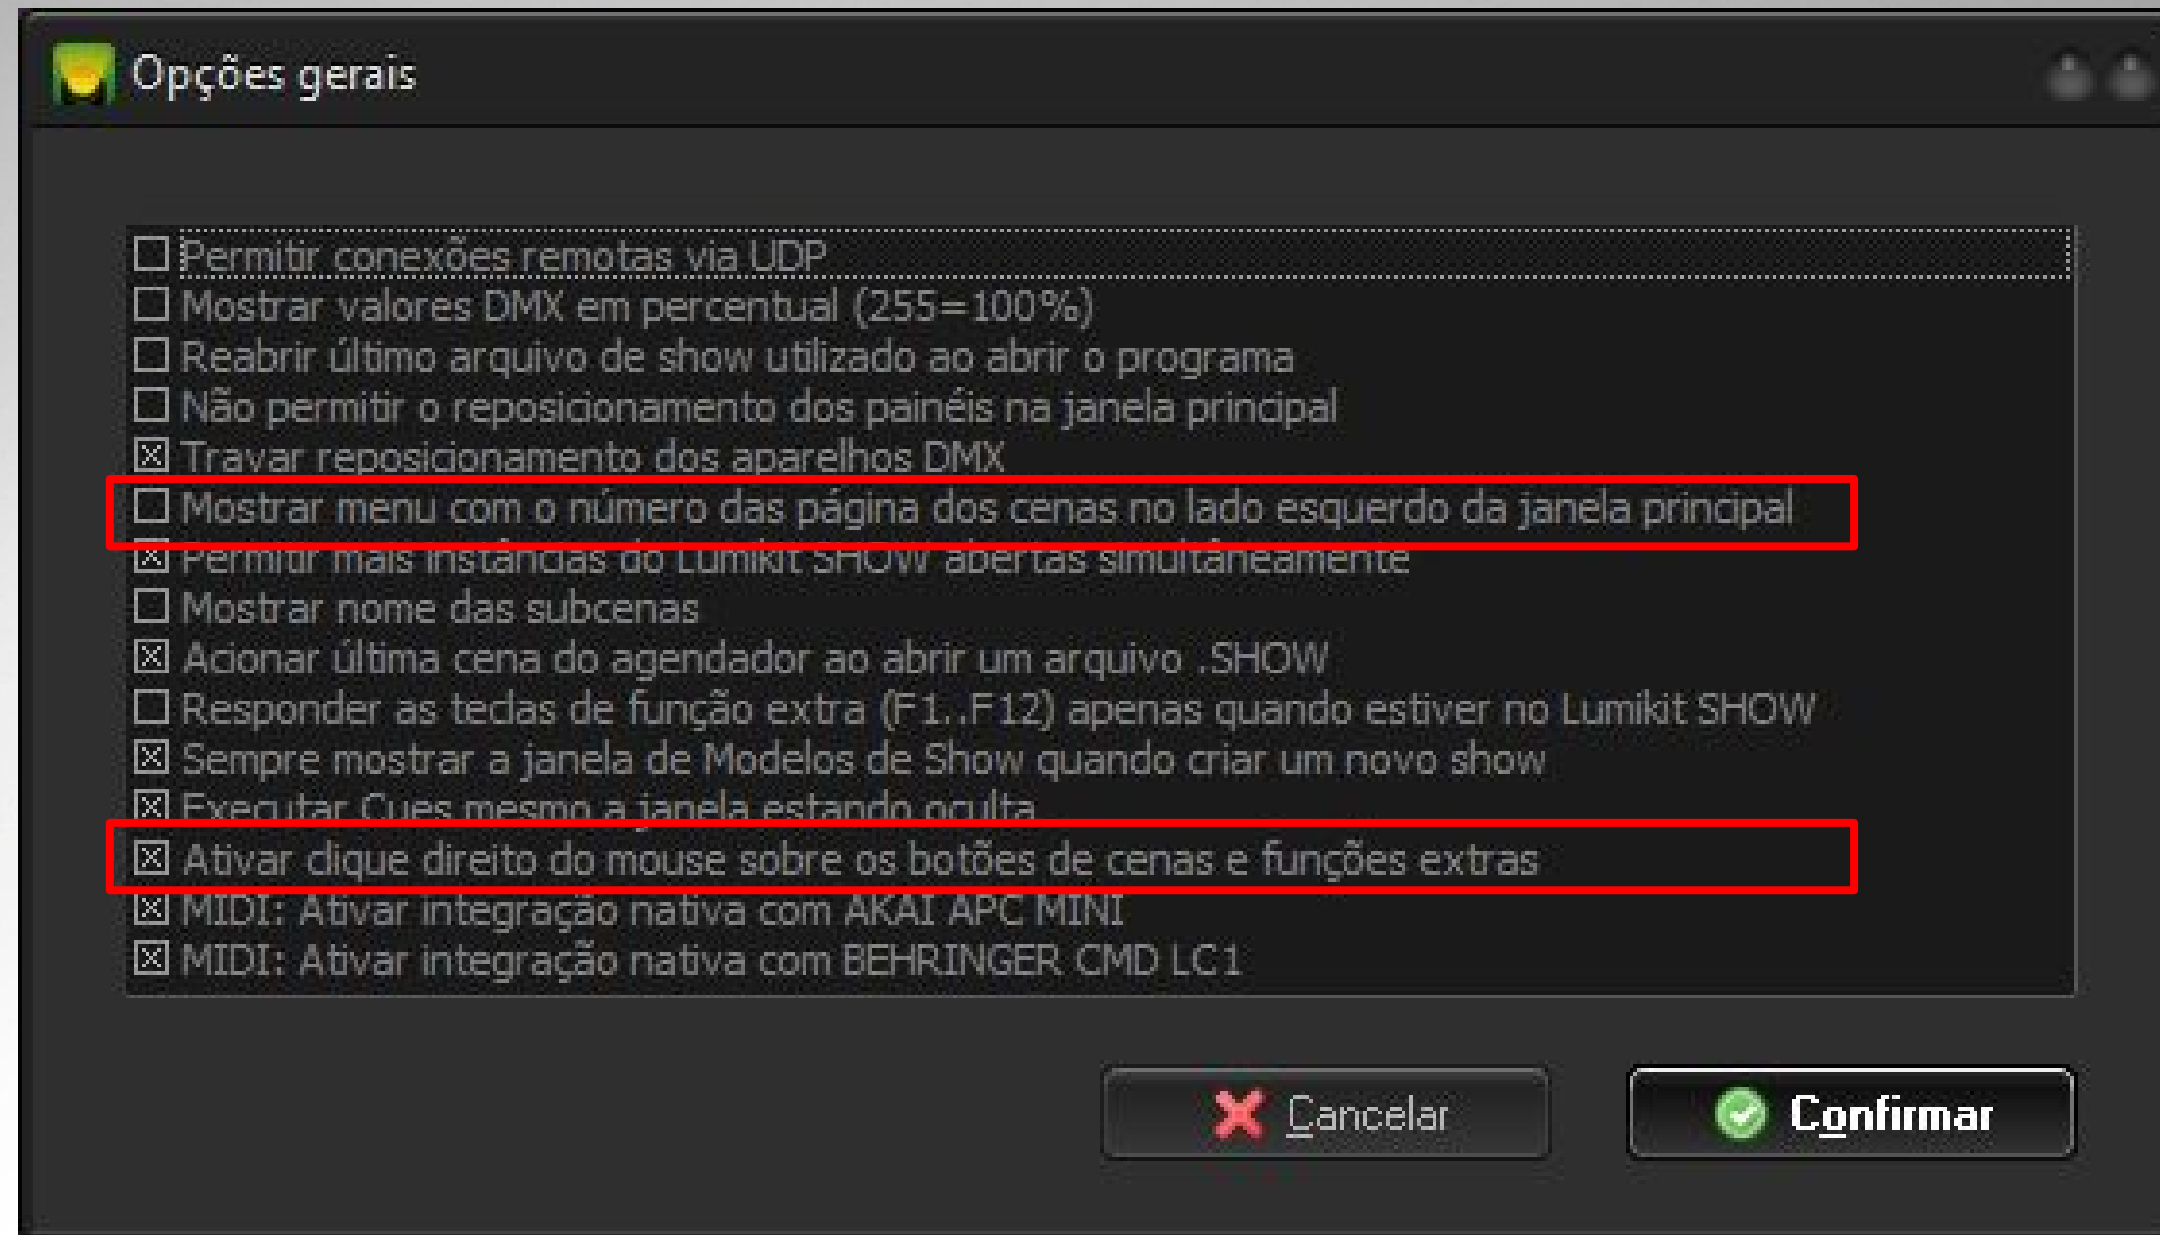 Opções gerais
Permitir conexões remotas via UDP
Mostrar valores DMX em percentual (255=100%)
Reabrir último arquivo de show utilizado ao abrir o programa
Não permitir o reposicionamento dos painéis na janela principal
Travar reposicionamento dos aparelhos DMX
Mostrar menu com o número das página dos cenas no lado esquerdo da janela principal
Permitir mais instâncias do Lumikit SHOW abertas simultâneamente
Mostrar nome das subcenas
Acionar última cena do agendador ao abrir um arquivo .SHOW
Responder as teclas de função extra (F1..F12) apenas quando estiver no Lumikit SHOW
Sempre mostrar a janela de Modelos de Show quando criar um novo show
Executar Cues mesmo a janela estando oculta
Ativar clique direito do mouse sobre os botões de cenas e funções extras
MIDI: Ativar integração nativa com AKAI APC MINI
MIDI: Ativar integração nativa com BEHRINGER CMD LC1
Cancelar Confirmar